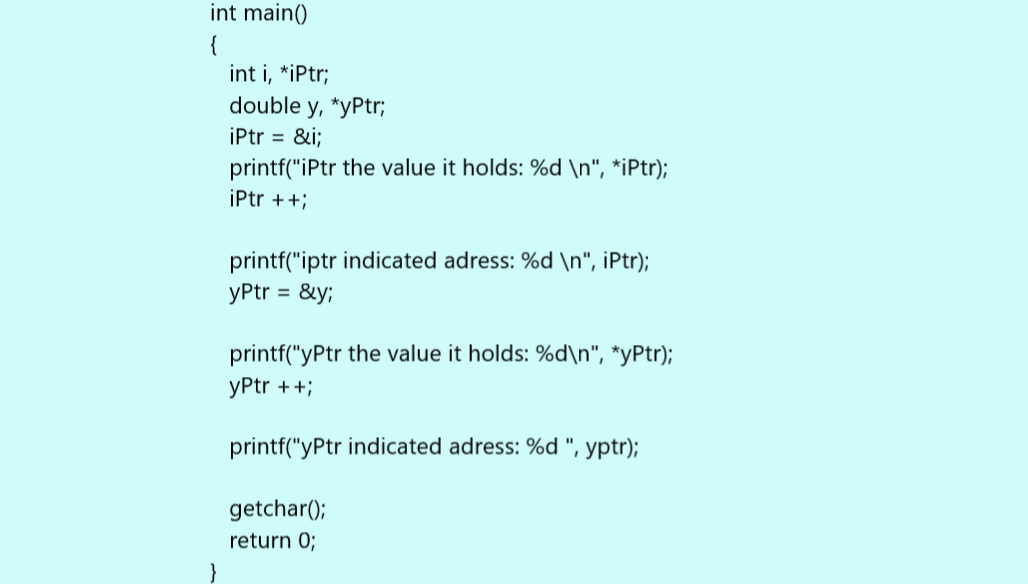 int main()
{
int i, *iPtr;
double y, *yPtr;
iPtr = &i;
printf("iPtr the value it holds: %d \n", *iPtr);
iPtr ++;
printf("iptr indicated adress: %d \n", iPtr);
yPtr = &y;
printf("yPtr the value it holds: %d\n", *yPtr);
yPtr ++;
printf("yPtr indicated adress: %d ", yptr);
getchar();
return 0;
}